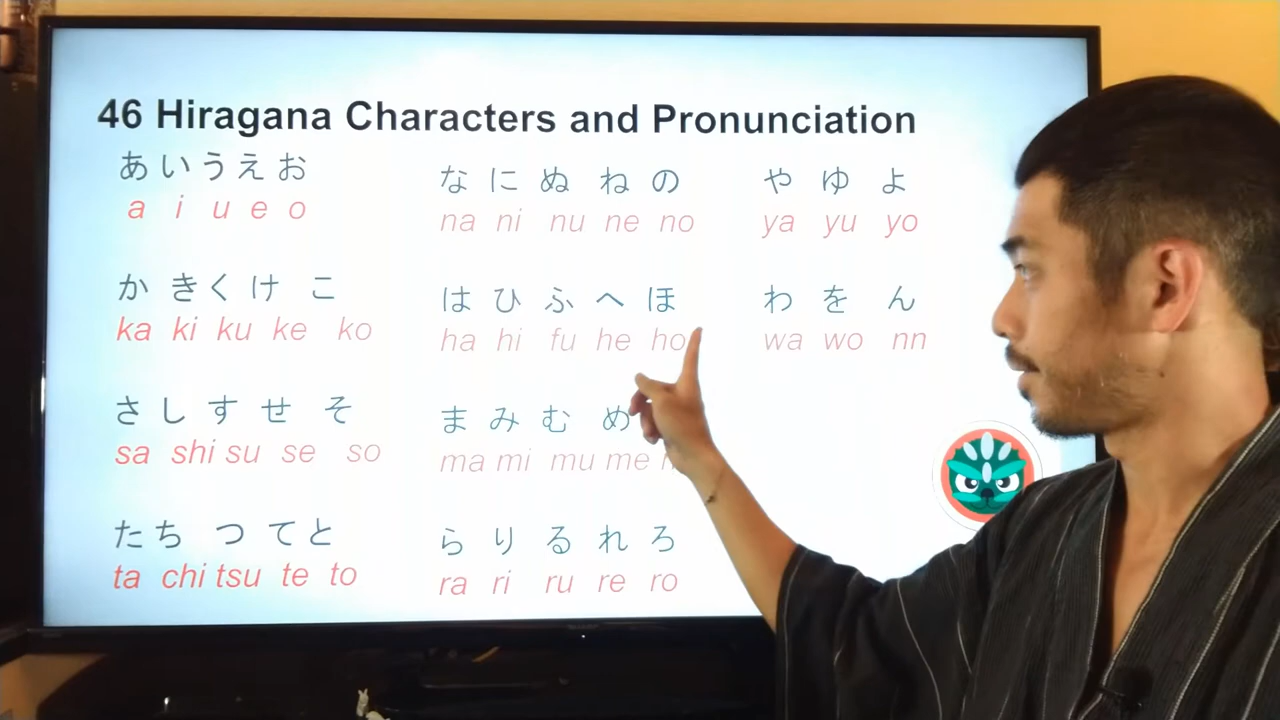 46 Hiragana Characters and Pronunciation
あ い う え お
a i u e o
か き く け こ
ka ki ku ke ko
さ し す せ そ
sa shi su se so
た ち つ て と
ta chi tsu te to
な に ぬ ね の
na ni nu ne no
は ひ ふ へ ほ
ha hi fu he ho
ま み む め
ma mi mu me
ら り る れ ろ
ra ri ru re ro
や ゆ よ
ya yu yo
わ を ん
wa wo nn